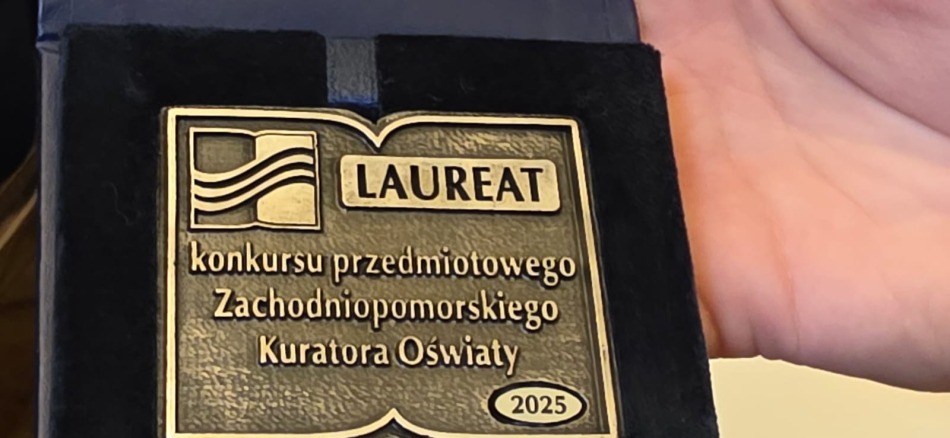 LAUREAT
konkursu przedmiotowego
Zachodniopomorskiego
Kuratora Oświaty
2025